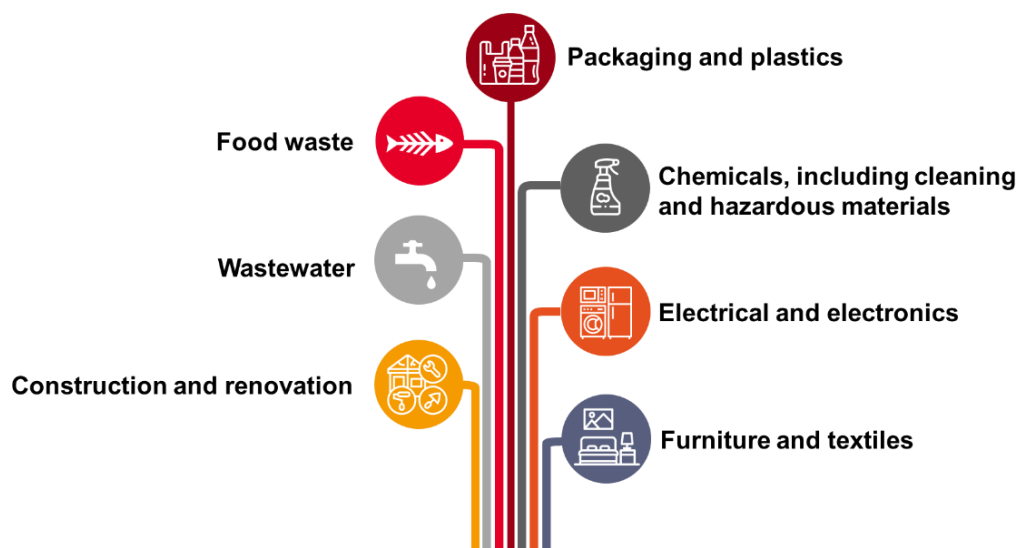 Packaging and plastics
Food waste
Chemicals, including cleaning
and hazardous materials
Wastewater
Electrical and electronics
Construction and renovation
Furniture and textiles